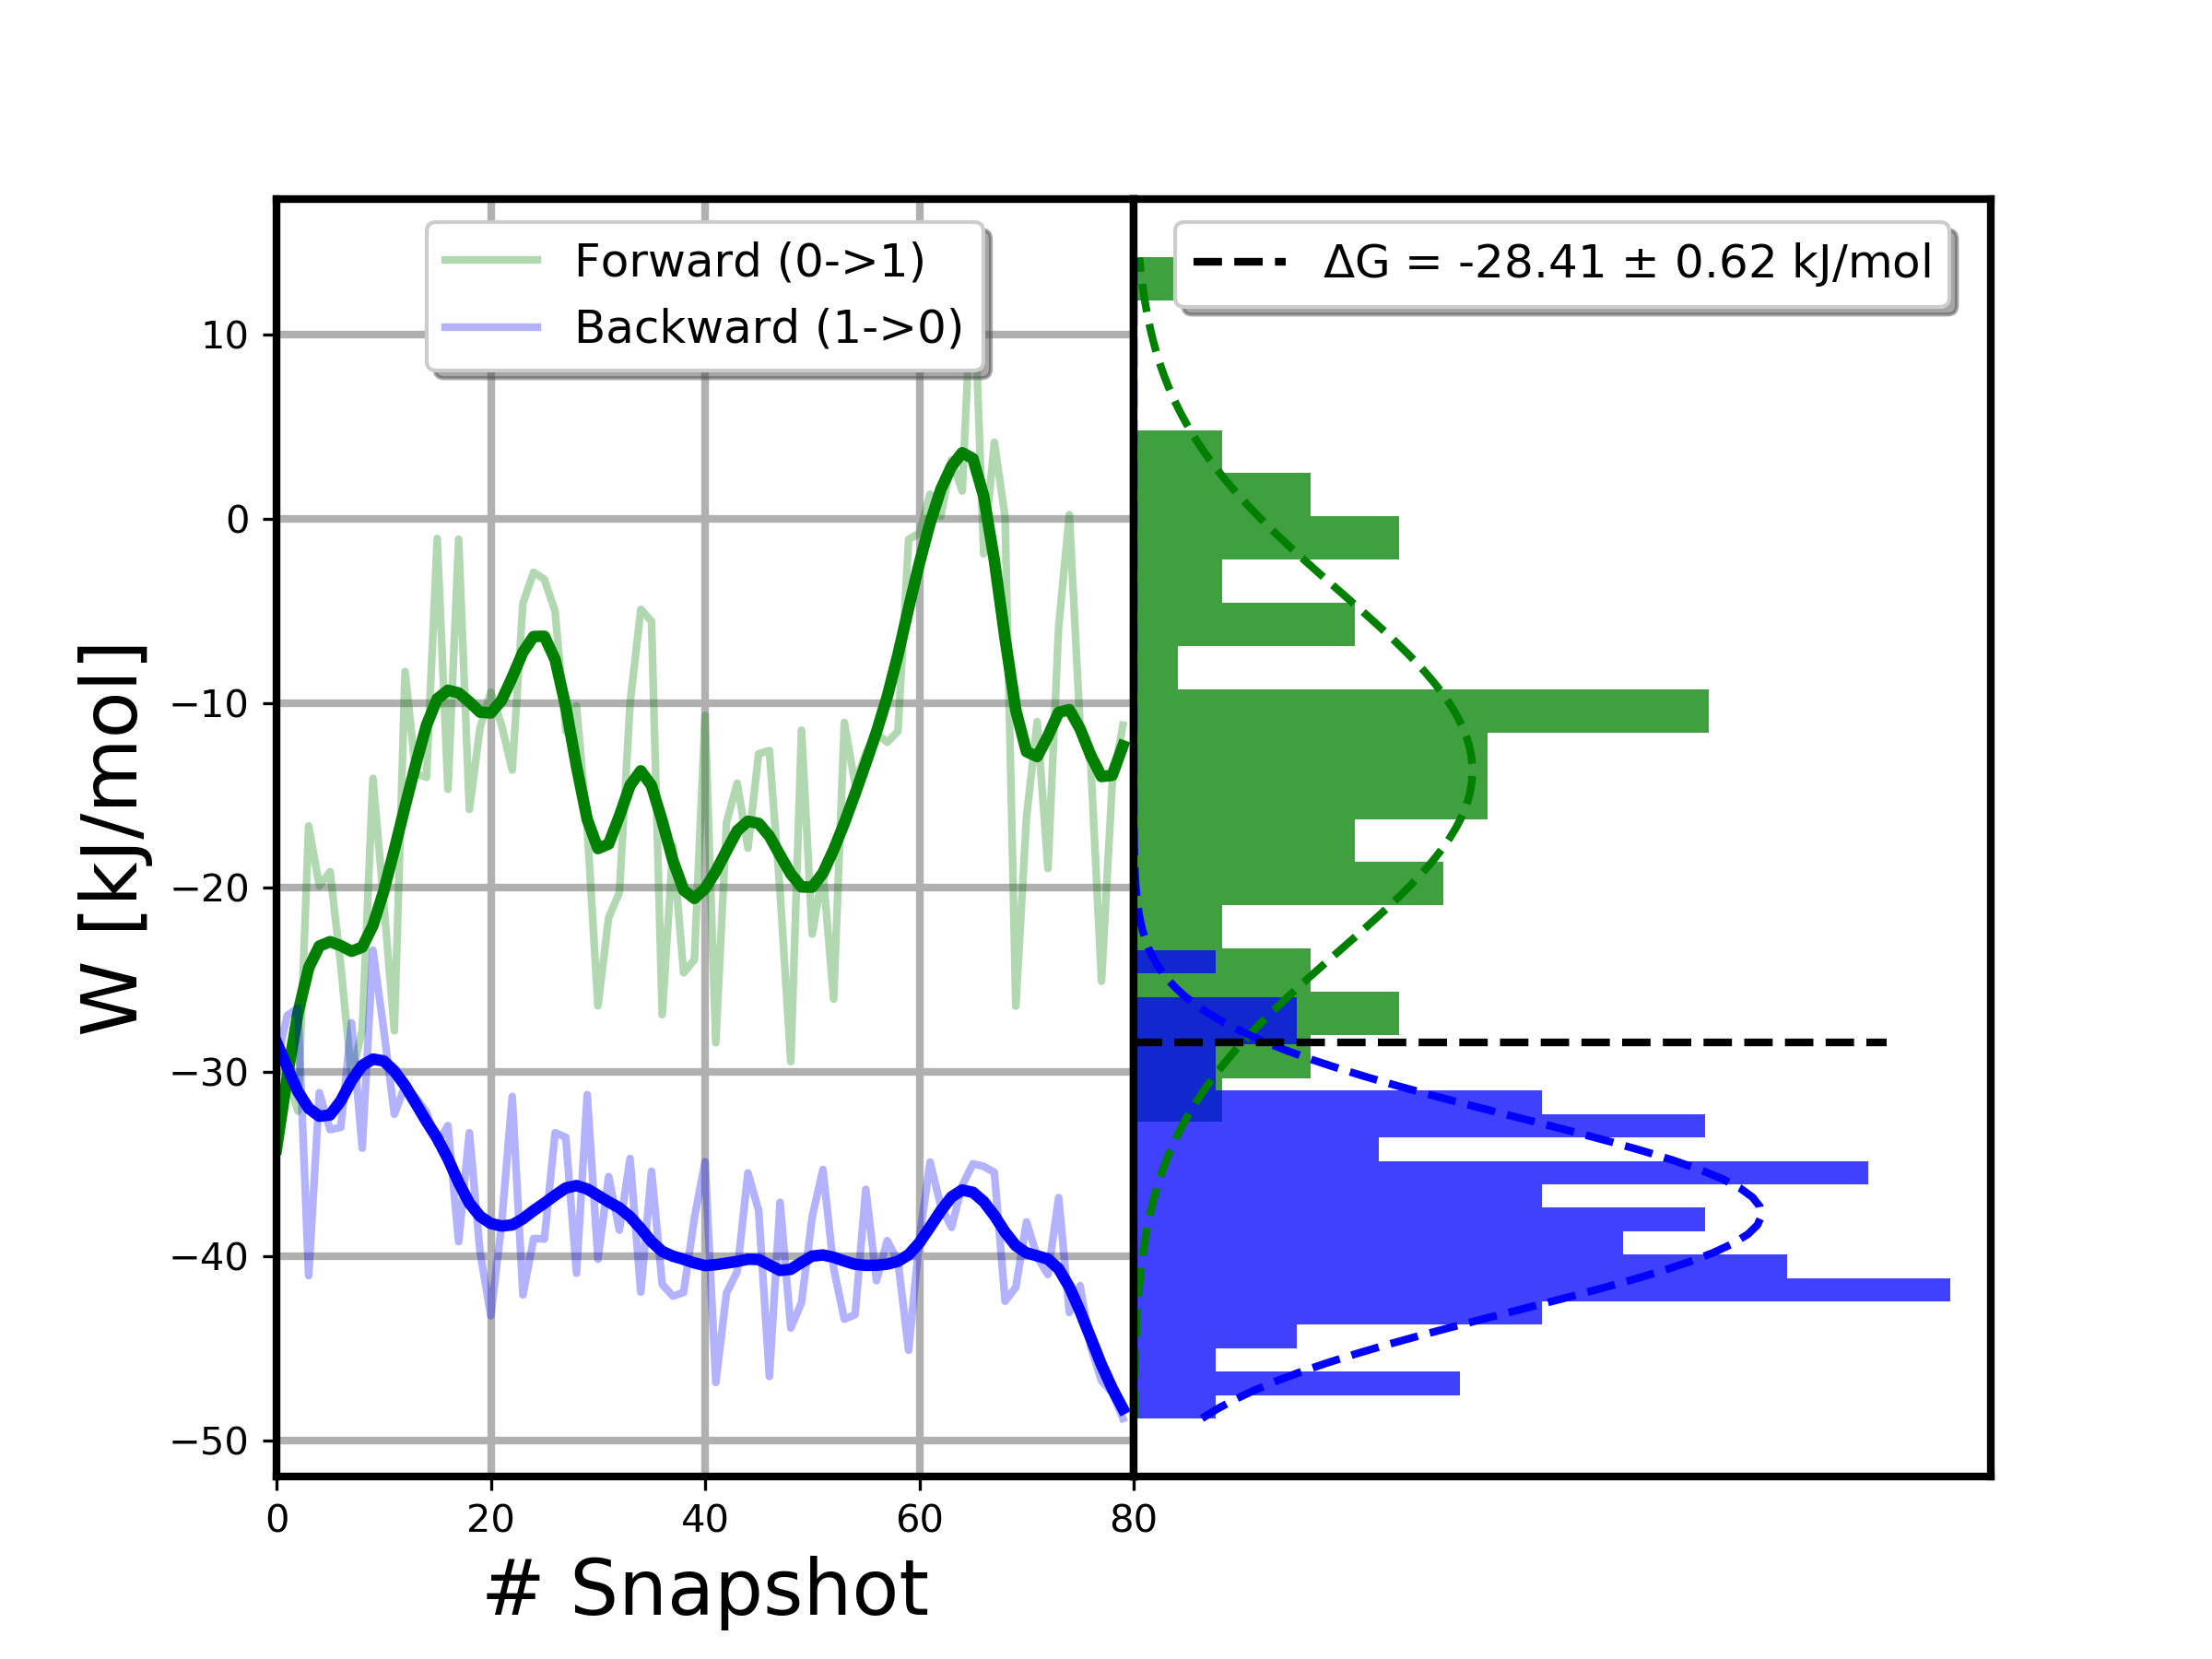 Forward (0->1)
Backward (1->0)
ΔG = -28.41 ± 0.62 kJ/mol
W [kJ/mol]
10
0
−10
−20
−30
−40
−50
0 20 40 60 80
# Snapshot